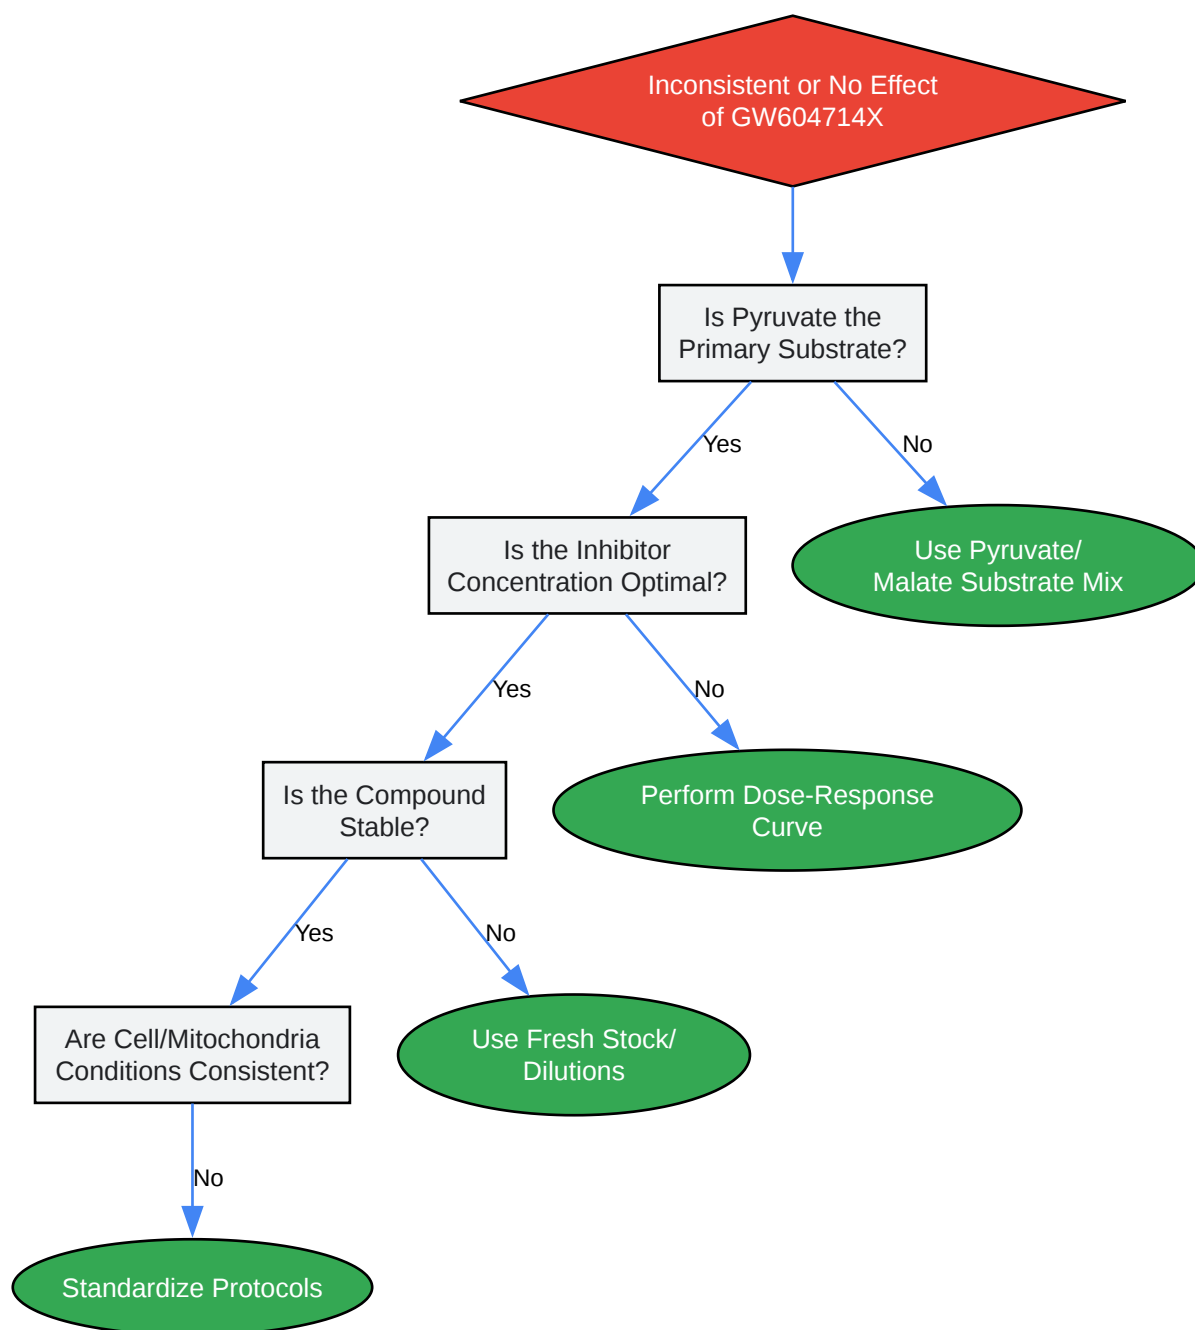 Inconsistent or No Effect
of GW604714X
Is Pyruvate the
Primary Substrate?
Yes
No
Is the Inhibitor
Concentration Optimal?
Use Pyruvate/
Malate Substrate Mix
Yes
No
Is the Compound
Stable?
Perform Dose-Response
Curve
Yes
No
Are Cell/Mitochondria
Conditions Consistent?
Use Fresh Stock/
Dilutions
No
Standardize Protocols